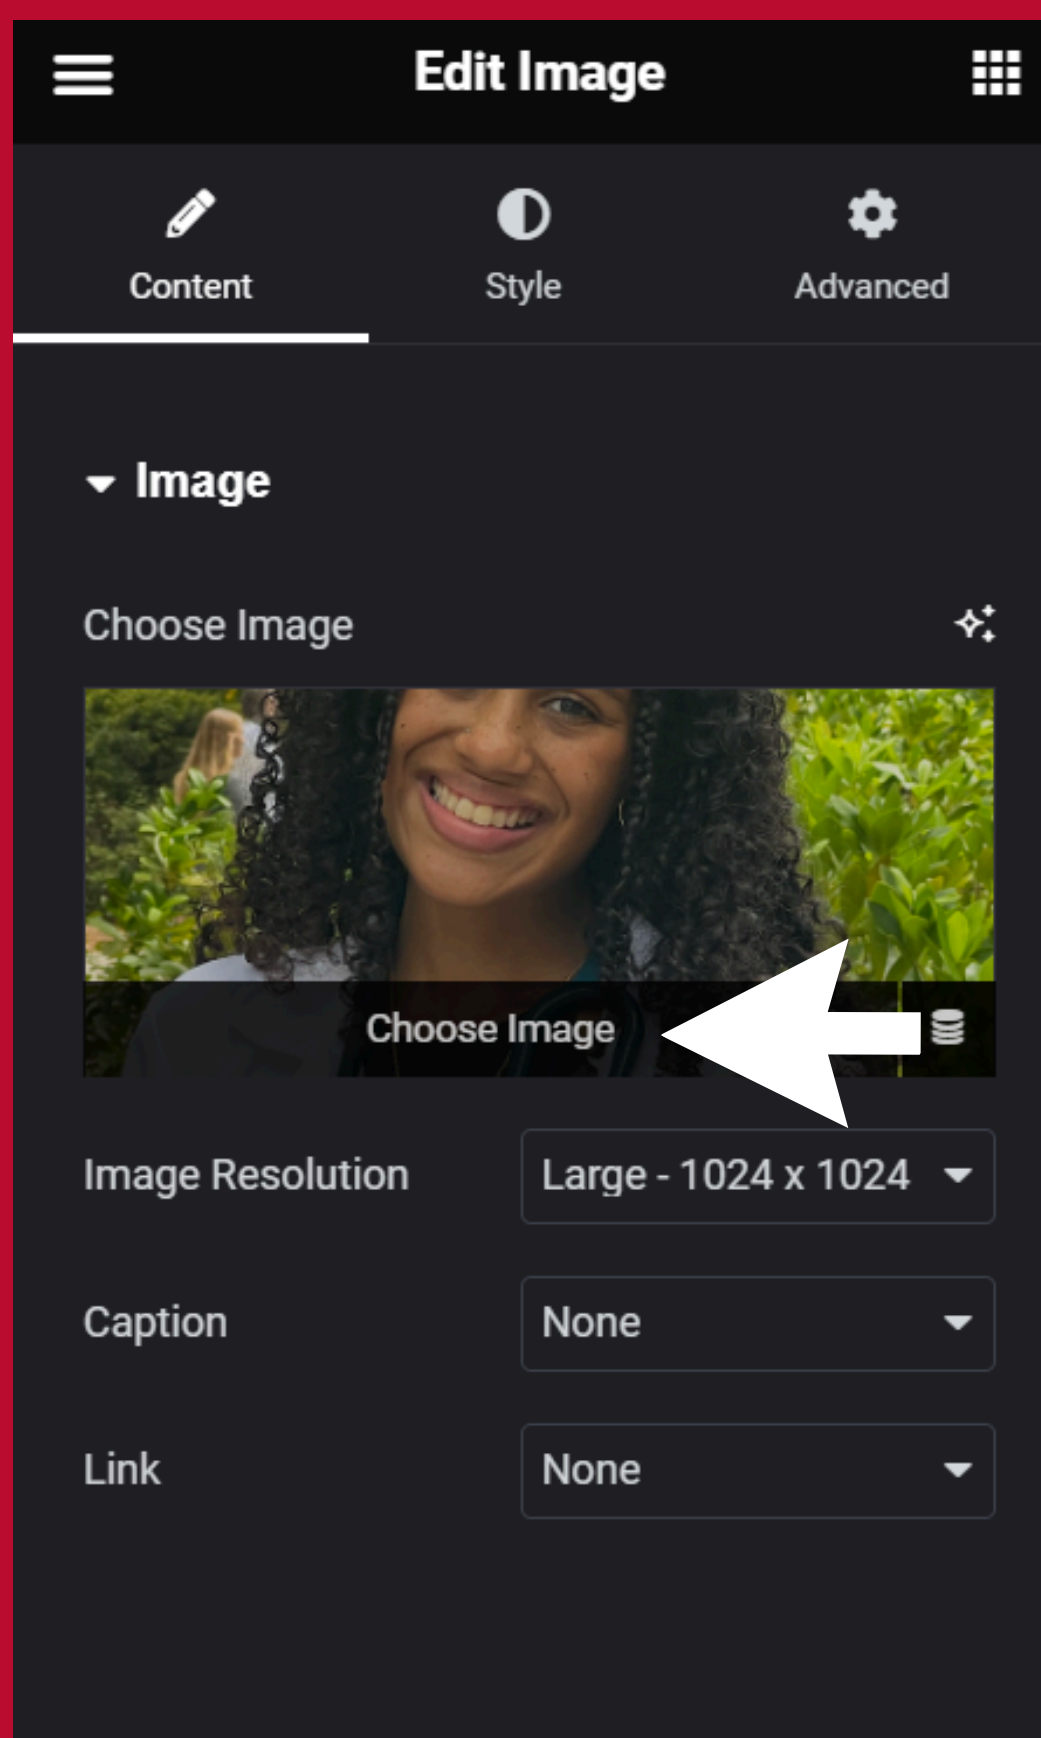 Edit Image
Content Style Advanced
Image
Choose Image
Choose Image
Image Resolution Large - 1024 x 1024
Caption None
Link None